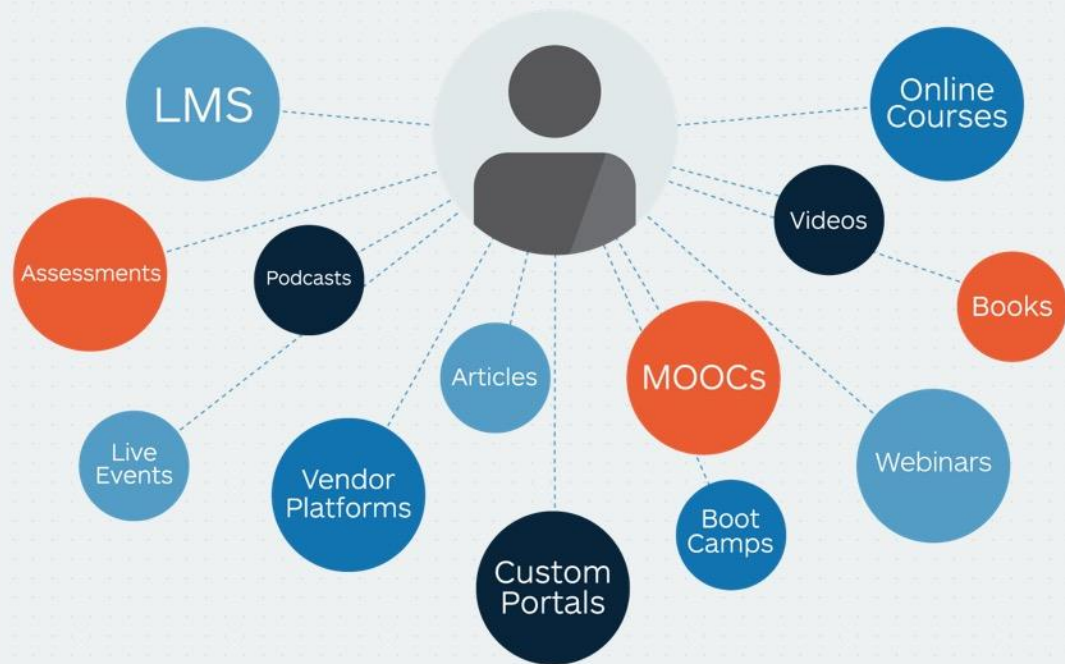 LMS
Online
Courses
Videos
Assessments
Podcasts
Books
Articles
MOOCs
Live
Events
Vendor
Platforms
Webinars
Boot
Camps
Custom
Portals